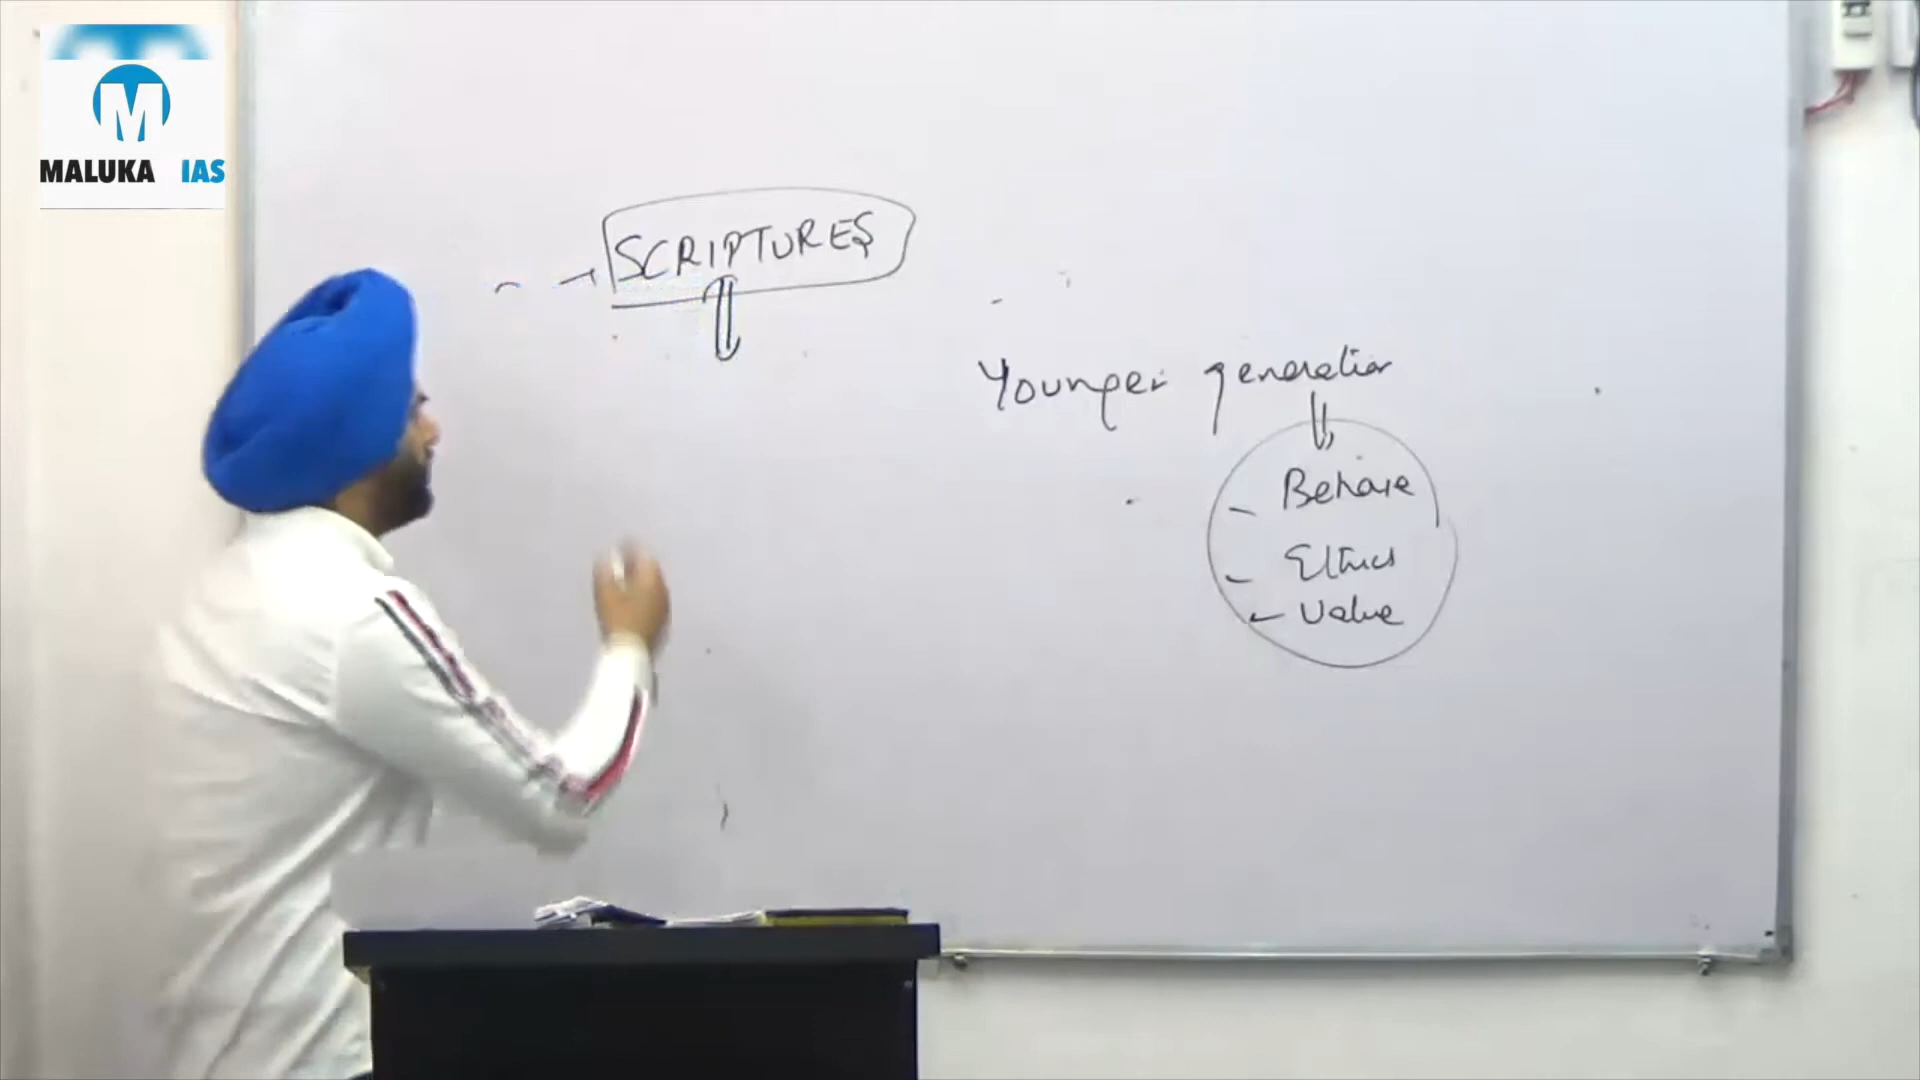 MALUKA IAS
SCRIPTURES
Younger generation
Behave
Ethics
Value